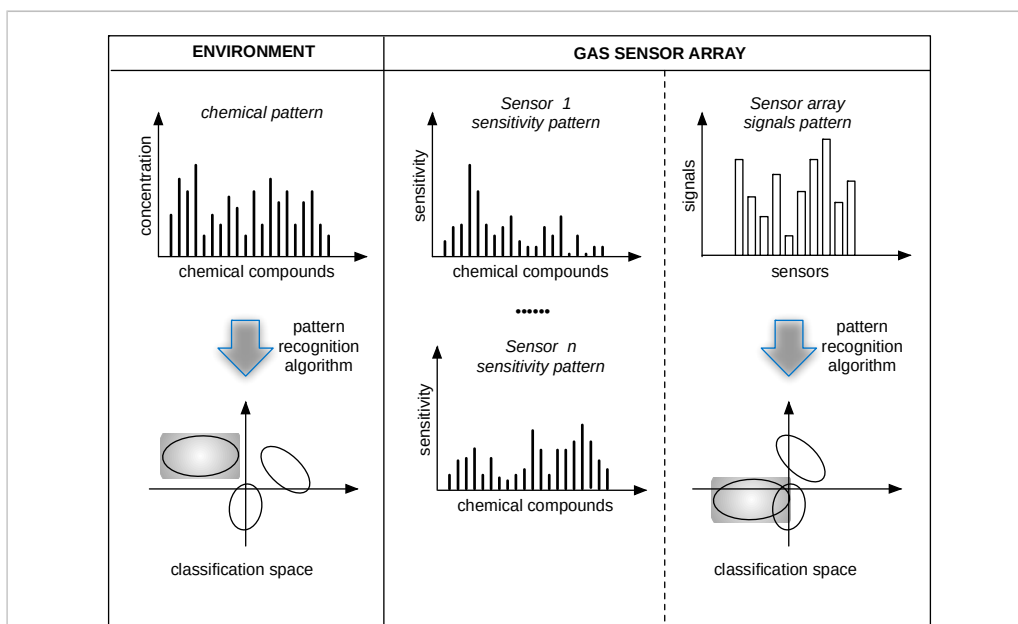 ENVIRONMENT
GAS SENSOR ARRAY
chemical pattern
concentration
chemical compounds
pattern
recognition
algorithm
classification space
Sensor 1
sensitivity pattern
sensitivity
chemical compounds
••••••
Sensor n
sensitivity pattern
sensitivity
chemical compounds
Sensor array
signals pattern
signals
sensors
pattern
recognition
algorithm
classification space